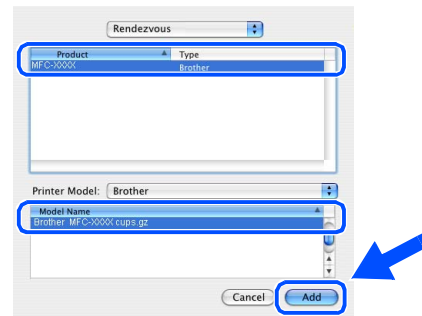 Rendezvous
Product Type
MFC-XXXX Brother
Printer Model: Brother
Model Name
Brother MFC-XXXX cups.gz
Cancel Add